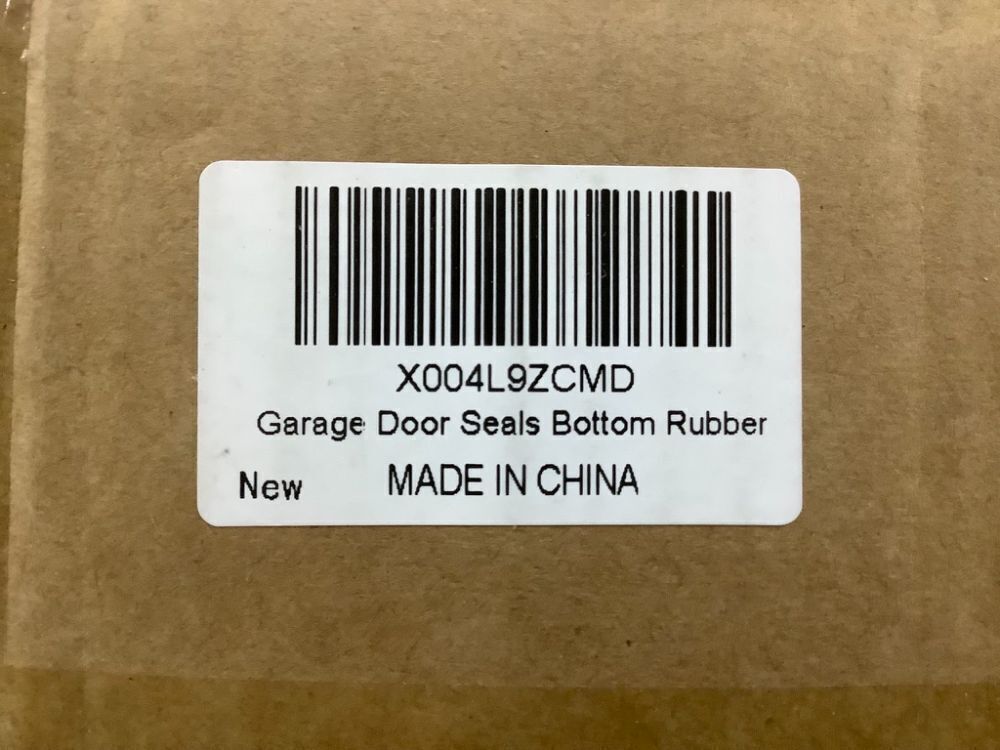 X004L9ZCMD
Garage Door Seals Bottom Rubber
New MADE IN CHINA